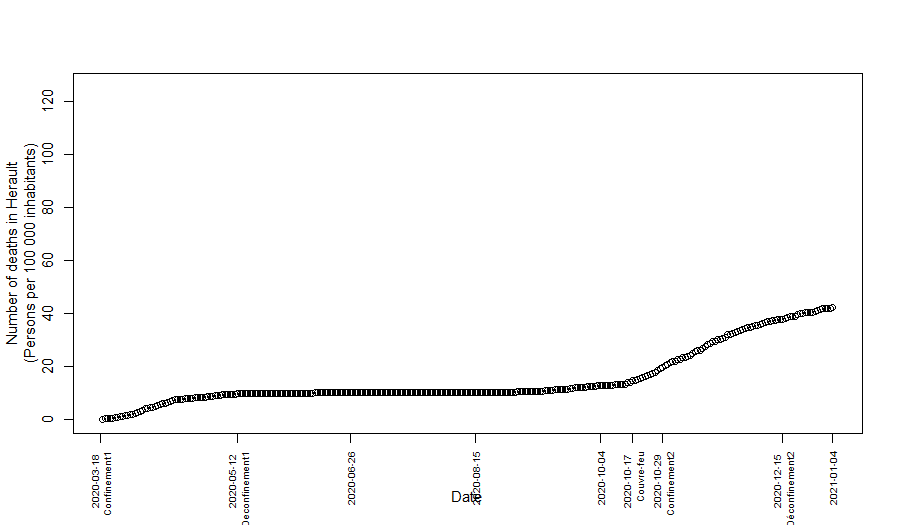 Number of deaths in Herault
(Persons per 100 000 inhabitants)
120
100
80
60
40
20
0
2020-03-18
Confinement1
2020-05-12
Déconfinement1
2020-06-26
2020-08-15
2020-10-04
2020-10-17
Couvre-feu
2020-10-29
Confinement2
2020-12-15
Déconfinement2
2021-01-04
Date